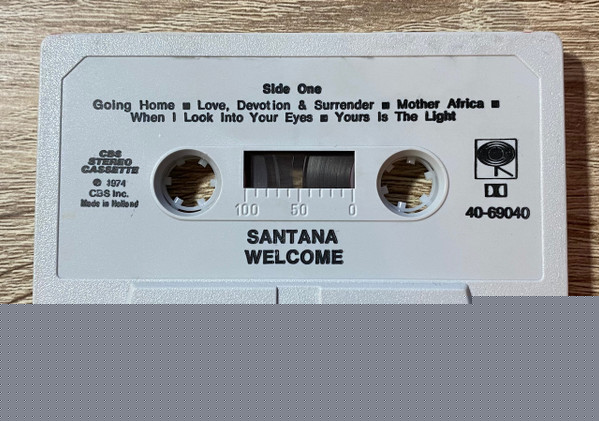 Side One
Going Home ■ Love, Devotion & Surrender ■ Mother Africa ■
When I Look Into Your Eyes ■ Yours Is The Light
CBS
STEREO
CASSETTE
℗ 1974
CBS Inc.
Made in Holland
100 50 0
40-69040
SANTANA
WELCOME